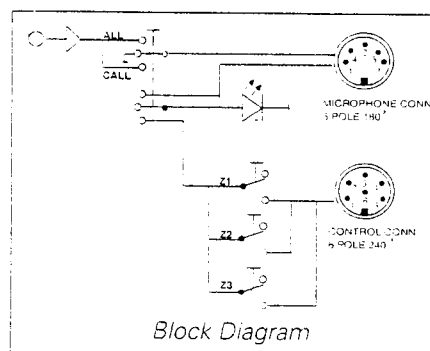 ALL
CALL
MICROPHONE CONN
5 POLE 180°
Z1
Z2
Z3
CONTROL CONN
6 POLE 240°
Block Diagram